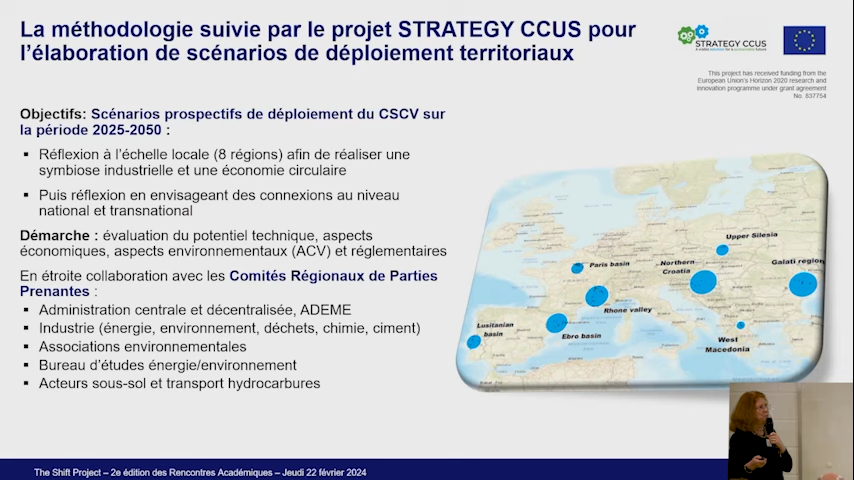 La méthodologie suivie par le projet STRATEGY CCUS pour
l'élaboration de scénarios de déploiement territoriaux
STRATEGY CCUS
This project has received funding from the
European Union's Horizon 2020 research and
innovation programme under grant agreement
No. 837754
Objectifs: Scénarios prospectifs de déploiement du CSCV sur
la période 2025-2050 :
▪ Réflexion à l'échelle locale (8 régions) afin de réaliser une
symbiose industrielle et une économie circulaire
▪ Puis réflexion en envisageant des connexions au niveau
national et transnational
Démarche : évaluation du potentiel technique, aspects
économiques, aspects environnementaux (ACV) et réglementaires
En étroite collaboration avec les Comités Régionaux de Parties
Prenantes :
▪ Administration centrale et décentralisée, ADEME
▪ Industrie (énergie, environnement, déchets, chimie, ciment)
▪ Associations environnementales
▪ Bureau d'études énergie/environnement
▪ Acteurs sous-sol et transport hydrocarbures
Upper Silesia
Paris basin
Northern
Croatia
Galati region
Rhone valley
Lusitanian
basin
Ebro basin
West
Macedonia
The Shift Project – 2e édition des Rencontres Académiques – Jeudi 22 février 2024